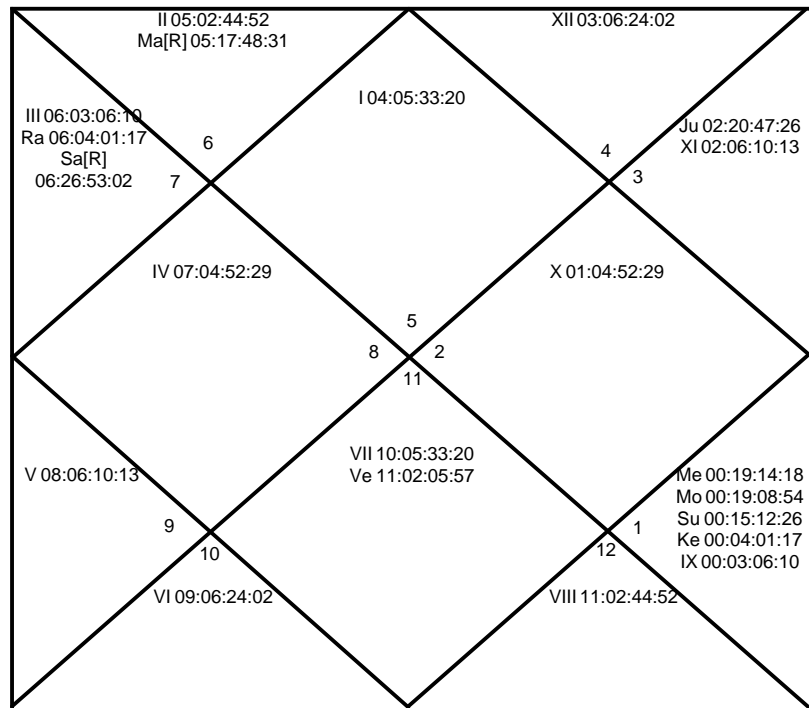 II 05:02:44:52
Ma[R] 05:17:48:31
XII 03:06:24:02
I 04:05:33:20
III 06:03:06:10
Ra 06:04:01:17
Sa[R]
06:26:53:02
6
7
Ju 02:20:47:26
XI 02:06:10:13
4
3
IV 07:04:52:29
X 01:04:52:29
5
8
2
11
V 08:06:10:13
VII 10:05:33:20
Ve 11:02:05:57
Me 00:19:14:18
Mo 00:19:08:54
Su 00:15:12:26
Ke 00:04:01:17
IX 00:03:06:10
9
10
1
12
VI 09:06:24:02
VIII 11:02:44:52